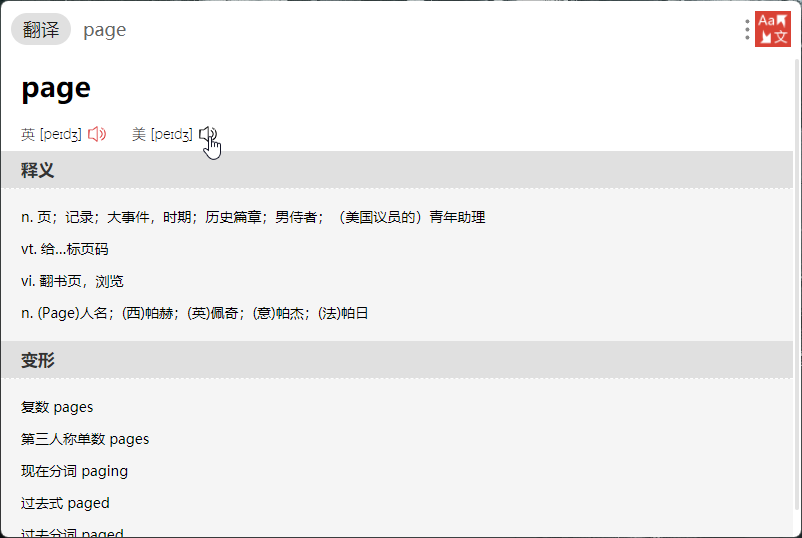 翻译 page
Aa 文
page
英 [peɪdʒ] 美 [peɪdʒ]
释义
n. 页；记录；大事件，时期；历史篇章；男侍者；（美国议员的）青年助理
vt. 给...标页码
vi. 翻书页，浏览
n. (Page)人名；(西)帕赫；(英)佩奇；(意)帕杰；(法)帕日
变形
复数 pages
第三人称单数 pages
现在分词 paging
过去式 paged
过去分词 paged